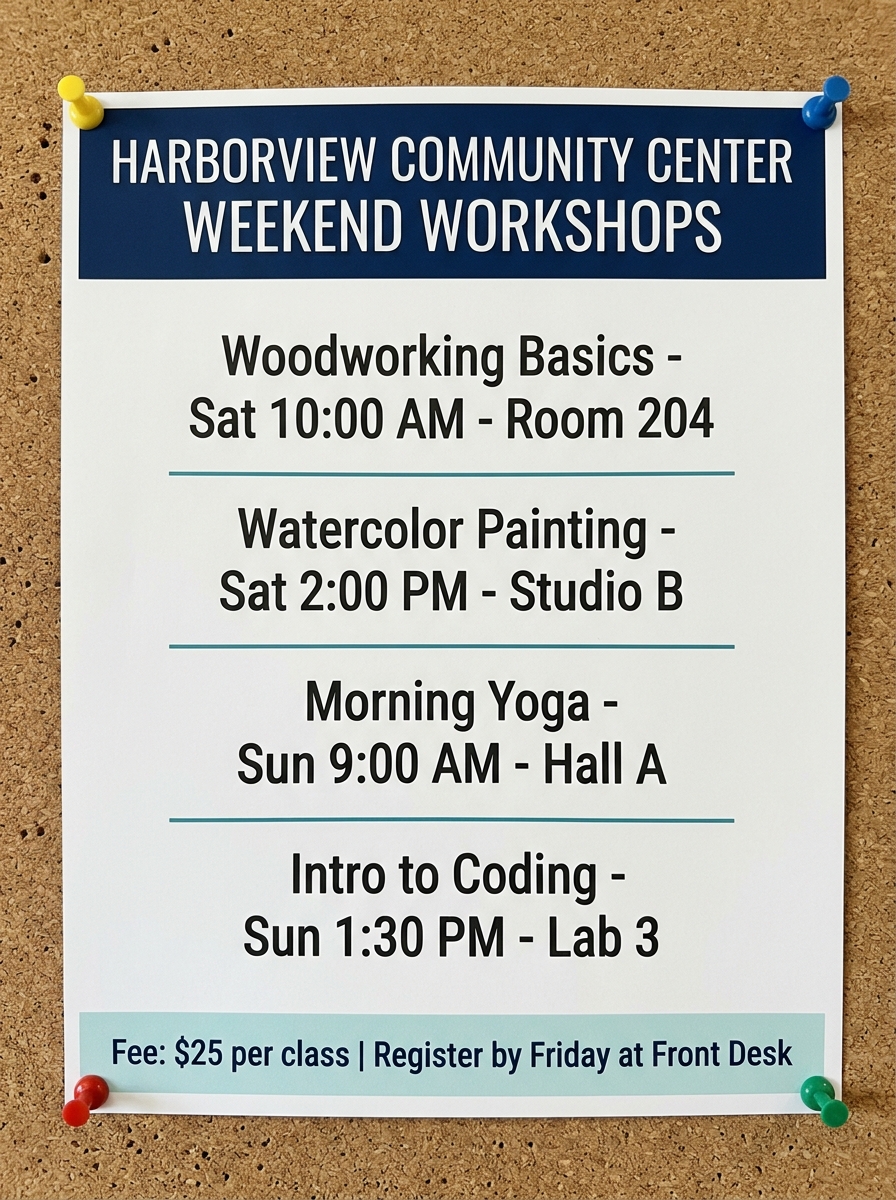 HARBORVIEW COMMUNITY CENTER
WEEKEND WORKSHOPS
Woodworking Basics -
Sat 10:00 AM - Room 204
Watercolor Painting -
Sat 2:00 PM - Studio B
Morning Yoga -
Sun 9:00 AM - Hall A
Intro to Coding -
Sun 1:30 PM - Lab 3
Fee: $25 per class | Register by Friday at Front Desk